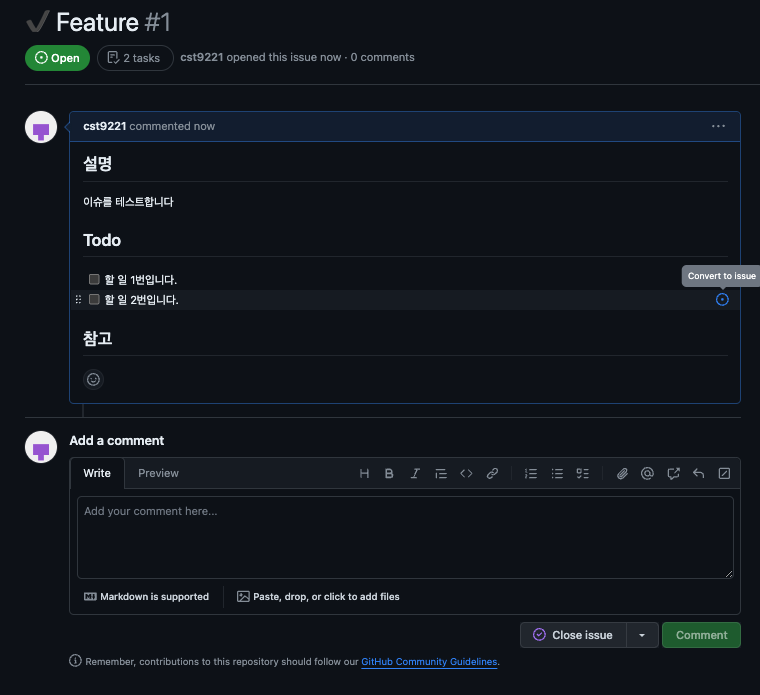 ✔ Feature #1
Open 2 tasks cst9221 opened this issue now · 0 comments
cst9221 commented now
설명
이슈를 테스트합니다
Todo
할 일 1번입니다.
Convert to issue
할 일 2번입니다.
참고
Add a comment
Write Preview
Add your comment here...
Markdown is supported Paste, drop, or click to add files
Close issue Comment
Remember, contributions to this repository should follow our GitHub Community Guidelines.